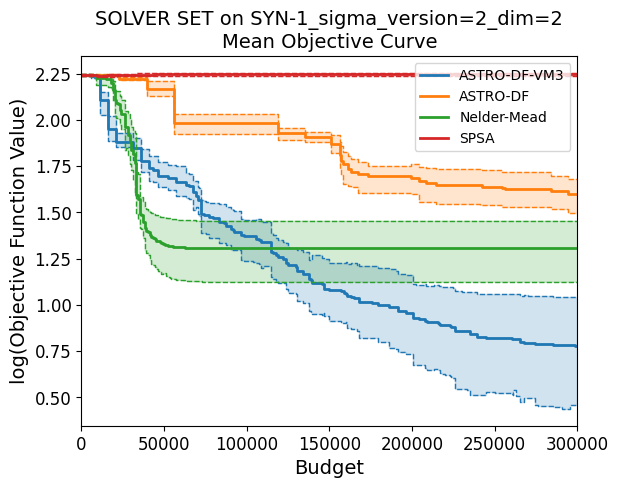 SOLVER SET on SYN-1_sigma_version=2_dim=2
Mean Objective Curve
log(Objective Function Value)
2.25
2.00
1.75
1.50
1.25
1.00
0.75
0.50
ASTRO-DF-VM3
ASTRO-DF
Nelder-Mead
SPSA
0
50000
100000
150000
200000
250000
300000
Budget